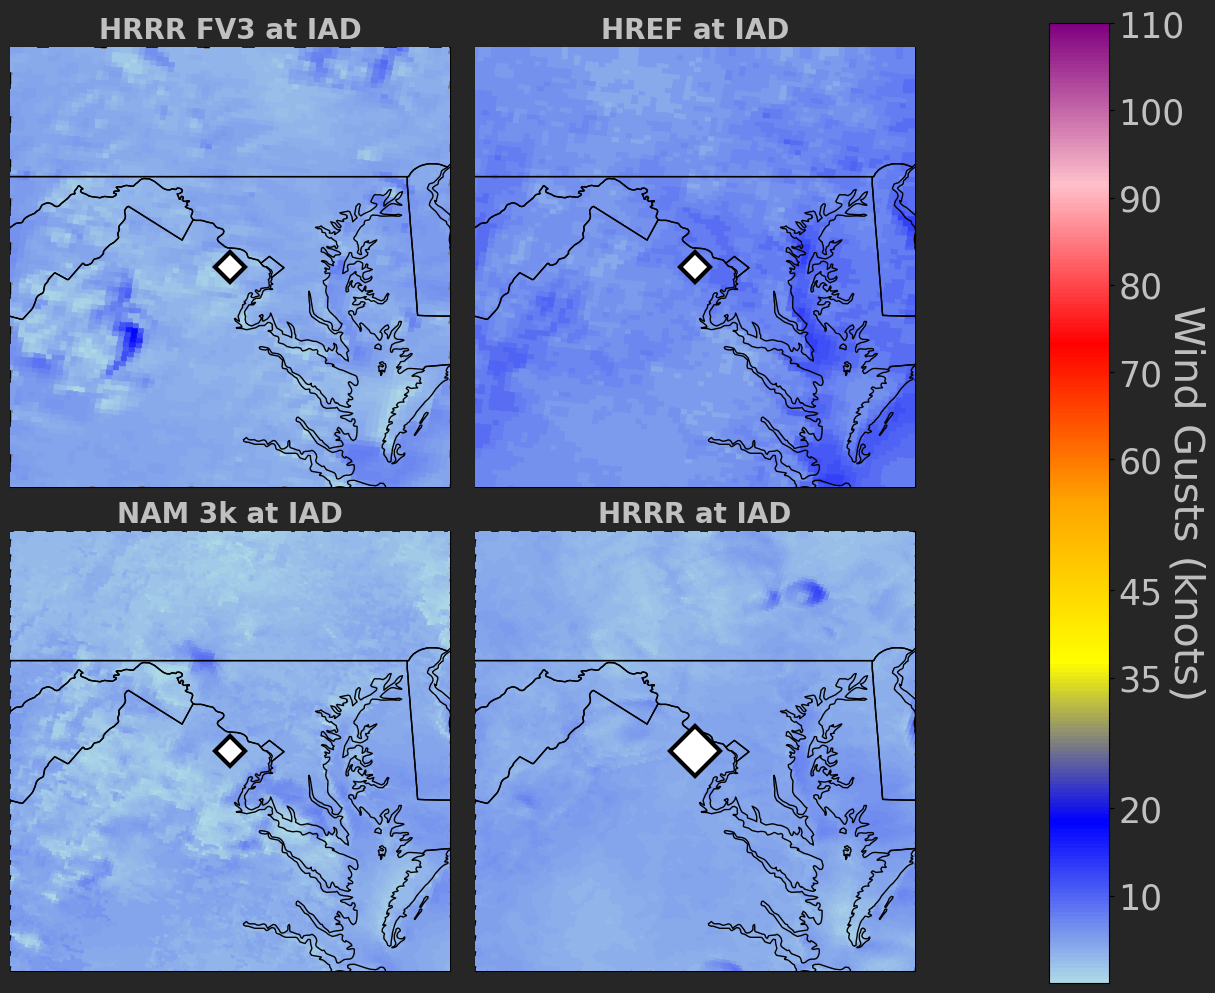 HRRR FV3 at IAD
HREF at IAD
NAM 3k at IAD
HRRR at IAD
110
100
90
80
70
60
45
35
20
10
Wind Gusts (knots)